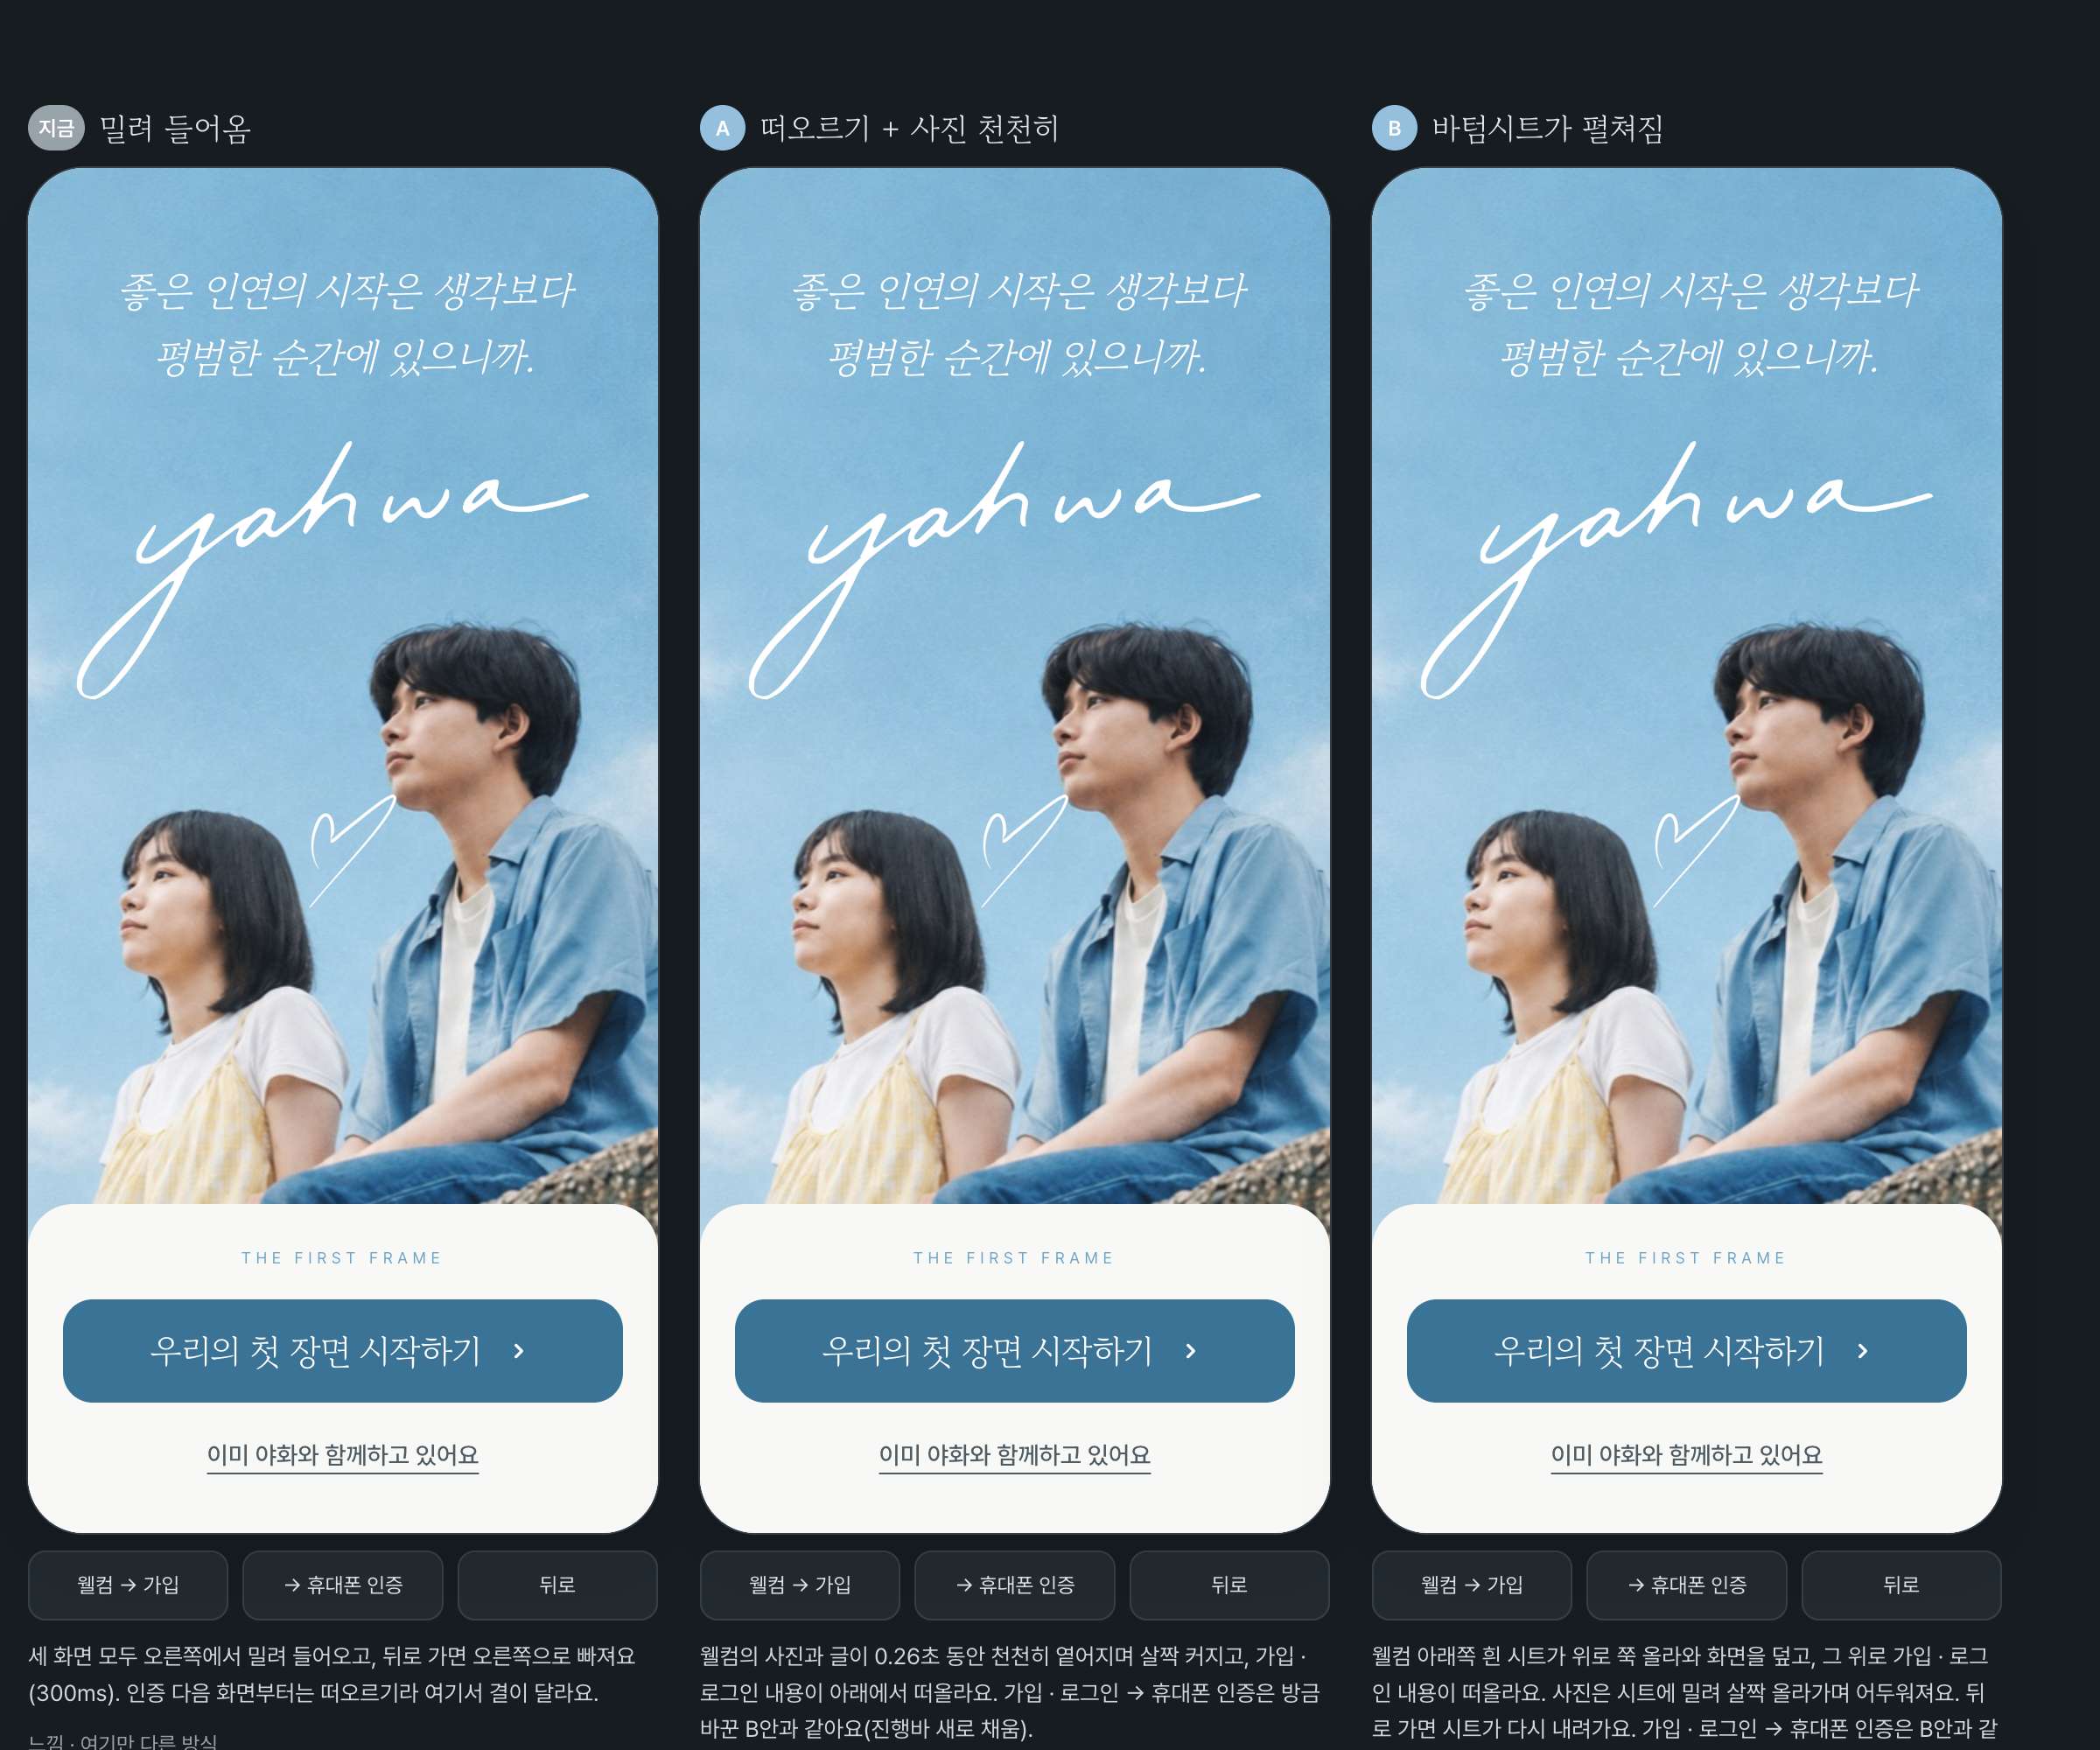 지금 밀려 들어옴
좋은 인연의 시작은 생각보다
평범한 순간에 있으니까.
yahwa
THE FIRST FRAME
우리의 첫 장면 시작하기 >
이미 야화와 함께하고 있어요
웰컴 → 가입
→ 휴대폰 인증
뒤로
세 화면 모두 오른쪽에서 밀려 들어오고, 뒤로 가면 오른쪽으로 빠져요
(300ms). 인증 다음 화면부터는 떠오르기라 여기서 결이 달라요.
느낌 · 여기만 다른 방식
A 떠오르기 + 사진 천천히
좋은 인연의 시작은 생각보다
평범한 순간에 있으니까.
yahwa
THE FIRST FRAME
우리의 첫 장면 시작하기 >
이미 야화와 함께하고 있어요
웰컴 → 가입
→ 휴대폰 인증
뒤로
웰컴의 사진과 글이 0.26초 동안 천천히 옅어지며 살짝 커지고, 가입 ·
로그인 내용이 아래에서 떠올라요. 가입 · 로그인 → 휴대폰 인증은 방금
바꾼 B안과 같아요(진행바 새로 채움).
B 바텀시트가 펼쳐짐
좋은 인연의 시작은 생각보다
평범한 순간에 있으니까.
yahwa
THE FIRST FRAME
우리의 첫 장면 시작하기 >
이미 야화와 함께하고 있어요
웰컴 → 가입
→ 휴대폰 인증
뒤로
웰컴 아래쪽 흰 시트가 위로 쭉 올라와 화면을 덮고, 그 위로 가입 · 로그
인 내용이 떠올라요. 사진은 시트에 밀려 살짝 올라가며 어두워져요. 뒤
로 가면 시트가 다시 내려가요. 가입 · 로그인 → 휴대폰 인증은 B안과 같